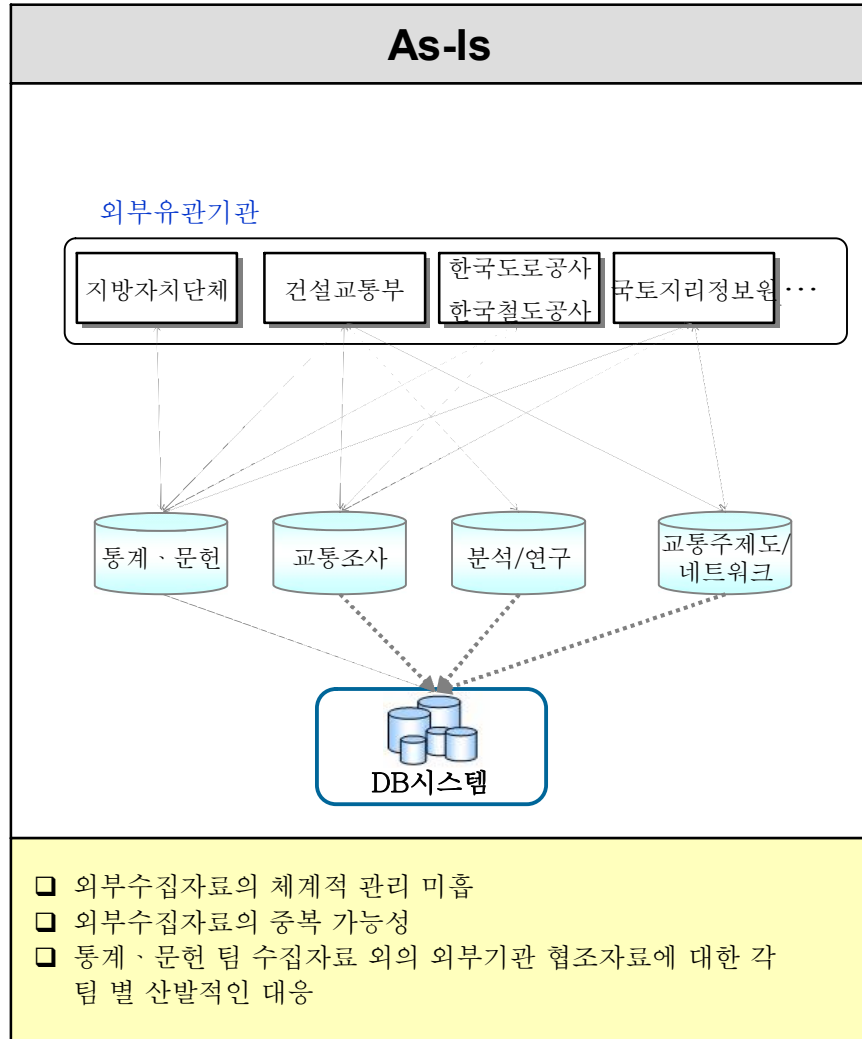 As-Is
외부유관기관
지방자치단체
건설교통부
한국도로공사
한국철도공사
국토지리정보원
...
통계ㆍ문헌
교통조사
분석/연구
교통주제도/
네트워크
DB시스템
❑ 외부수집자료의 체계적 관리 미흡
❑ 외부수집자료의 중복 가능성
❑ 통계ㆍ문헌 팀 수집자료 외의 외부기관 협조자료에 대한 각
팀 별 산발적인 대응